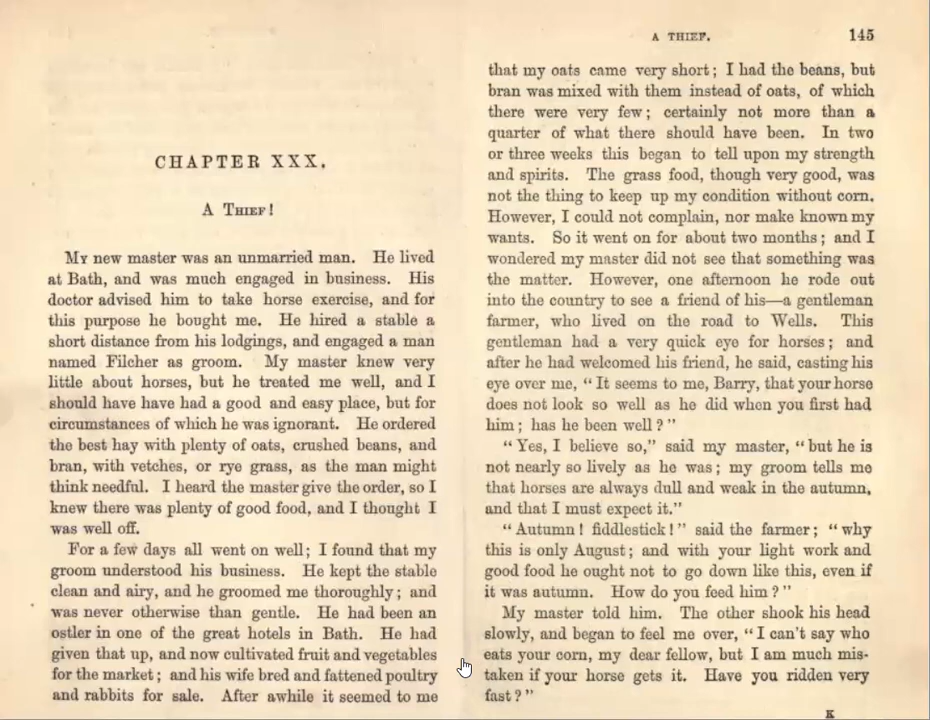 CHAPTER XXX.
A THIEF!
MY new master was an unmarried man. He lived
at Bath, and was much engaged in business. His
doctor advised him to take horse exercise, and for
this purpose he bought me. He hired a stable a
short distance from his lodgings, and engaged a man
named Filcher as groom. My master knew very
little about horses, but he treated me well, and I
should have have had a good and easy place, but for
circumstances of which he was ignorant. He ordered
the best hay with plenty of oats, crushed beans, and
bran, with vetches, or rye grass, as the man might
think needful. I heard the master give the order, so I
knew there was plenty of good food, and I thought I
was well off.
For a few days all went on well; I found that my
groom understood his business. He kept the stable
clean and airy, and he groomed me thoroughly; and
was never otherwise than gentle. He had been an
ostler in one of the great hotels in Bath. He had
given that up, and now cultivated fruit and vegetables
for the market; and his wife bred and fattened poultry
and rabbits for sale. After awhile it seemed to me
A THIEF. 145
that my oats came very short; I had the beans, but
bran was mixed with them instead of oats, of which
there were very few; certainly not more than a
quarter of what there should have been. In two
or three weeks this began to tell upon my strength
and spirits. The grass food, though very good, was
not the thing to keep up my condition without corn.
However, I could not complain, nor make known my
wants. So it went on for about two months; and I
wondered my master did not see that something was
the matter. However, one afternoon he rode out
into the country to see a friend of his—a gentleman
farmer, who lived on the road to Wells. This
gentleman had a very quick eye for horses; and
after he had welcomed his friend, he said, casting his
eye over me, "It seems to me, Barry, that your horse
does not look so well as he did when you first had
him; has he been well?"
"Yes, I believe so," said my master, "but he is
not nearly so lively as he was; my groom tells me
that horses are always dull and weak in the autumn,
and that I must expect it."
"Autumn! fiddlestick!" said the farmer; "why
this is only August; and with your light work and
good food he ought not to go down like this, even if
it was autumn. How do you feed him?"
My master told him. The other shook his head
slowly, and began to feel me over, "I can't say who
eats your corn, my dear fellow, but I am much mis-
taken if your horse gets it. Have you ridden very
fast?"
K